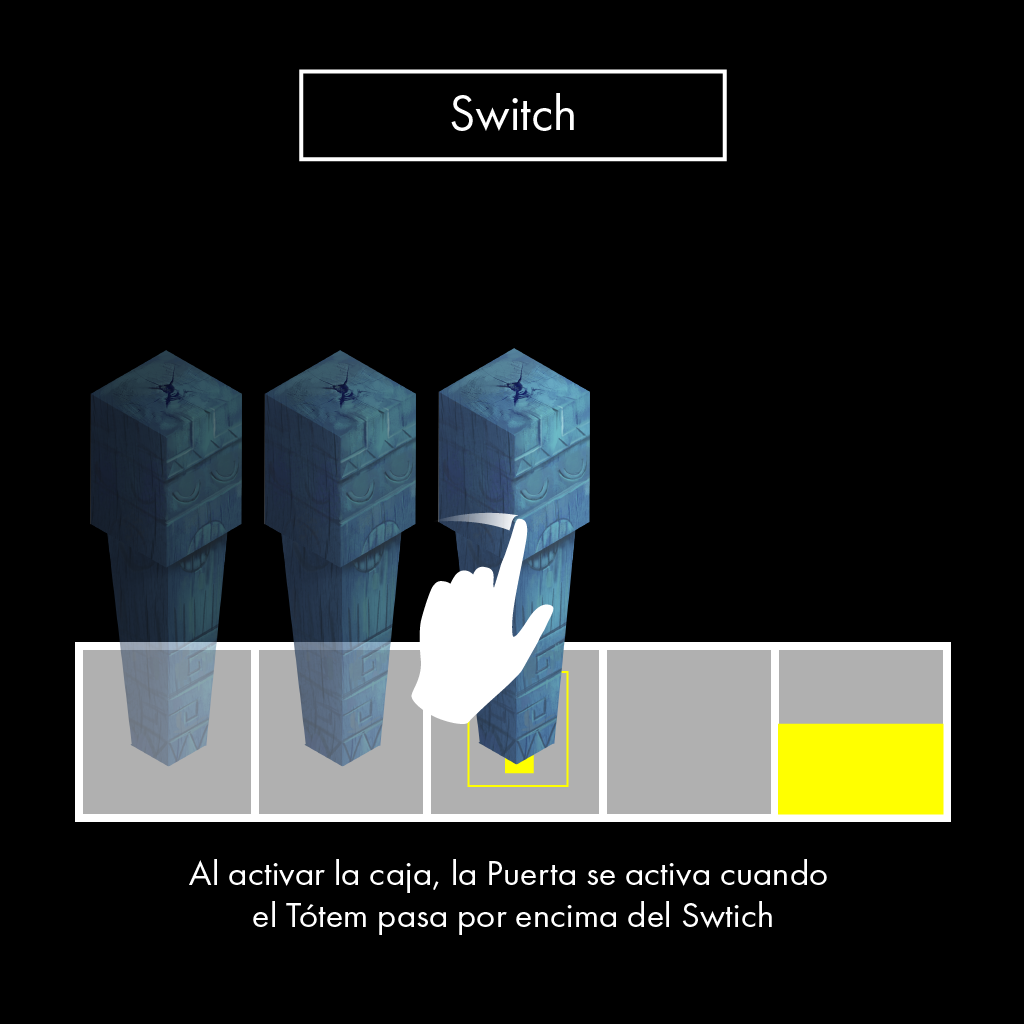 Switch
Al activar la caja, la Puerta se activa cuando
el Tótem pasa por encima del Swtich